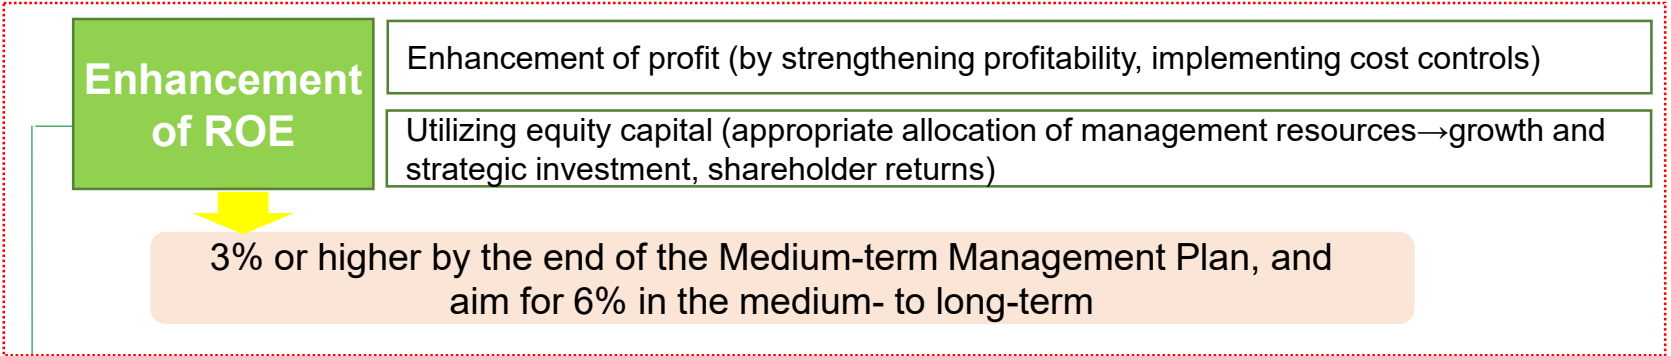 Enhancement
of ROE
Enhancement of profit (by strengthening profitability, implementing cost controls)
Utilizing equity capital (appropriate allocation of management resources→growth and
strategic investment, shareholder returns)
3% or higher by the end of the Medium-term Management Plan, and
aim for 6% in the medium- to long-term